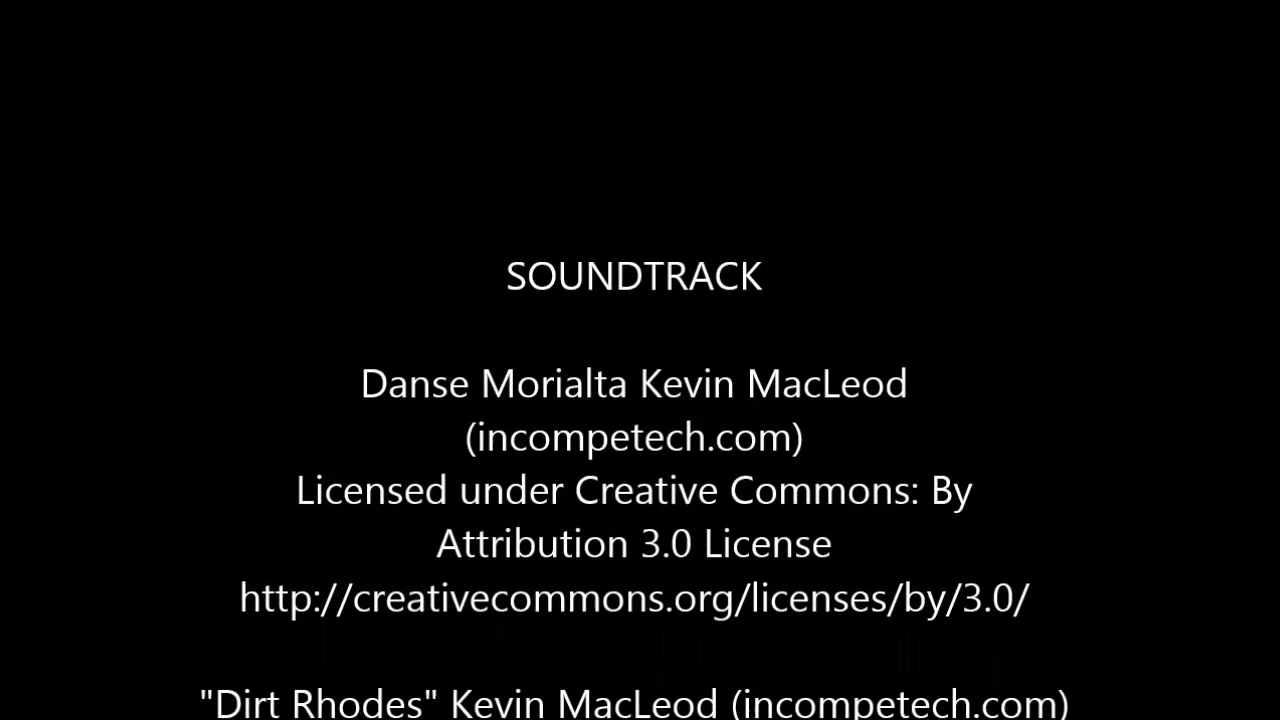 SOUNDTRACK
Danse Morialta Kevin MacLeod
(incompetech.com)
Licensed under Creative Commons: By
Attribution 3.0 License
http://creativecommons.org/licenses/by/3.0/
"Dirt Rhodes" Kevin MacLeod (incompetech.com)